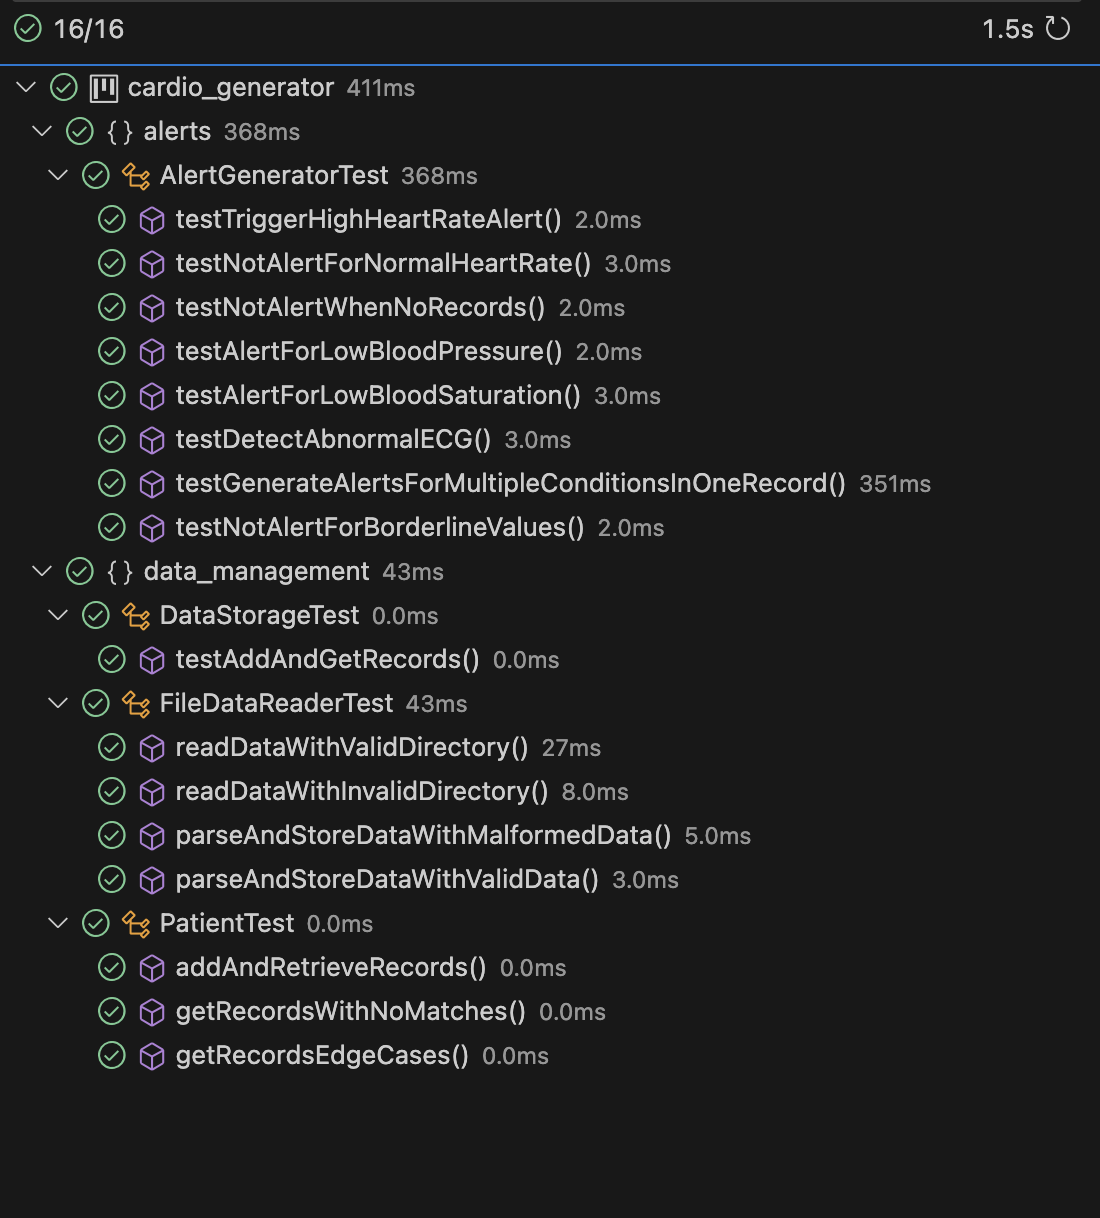 16/16 1.5s
cardio_generator 411ms
{} alerts 368ms
AlertGeneratorTest 368ms
testTriggerHighHeartRateAlert() 2.0ms
testNotAlertForNormalHeartRate() 3.0ms
testNotAlertWhenNoRecords() 2.0ms
testAlertForLowBloodPressure() 2.0ms
testAlertForLowBloodSaturation() 3.0ms
testDetectAbnormalECG() 3.0ms
testGenerateAlertsForMultipleConditionsInOneRecord() 351ms
testNotAlertForBorderlineValues() 2.0ms
{} data_management 43ms
DataStorageTest 0.0ms
testAddAndGetRecords() 0.0ms
FileDataReaderTest 43ms
readDataWithValidDirectory() 27ms
readDataWithInvalidDirectory() 8.0ms
parseAndStoreDataWithMalformedData() 5.0ms
parseAndStoreDataWithValidData() 3.0ms
PatientTest 0.0ms
addAndRetrieveRecords() 0.0ms
getRecordsWithNoMatches() 0.0ms
getRecordsEdgeCases() 0.0ms